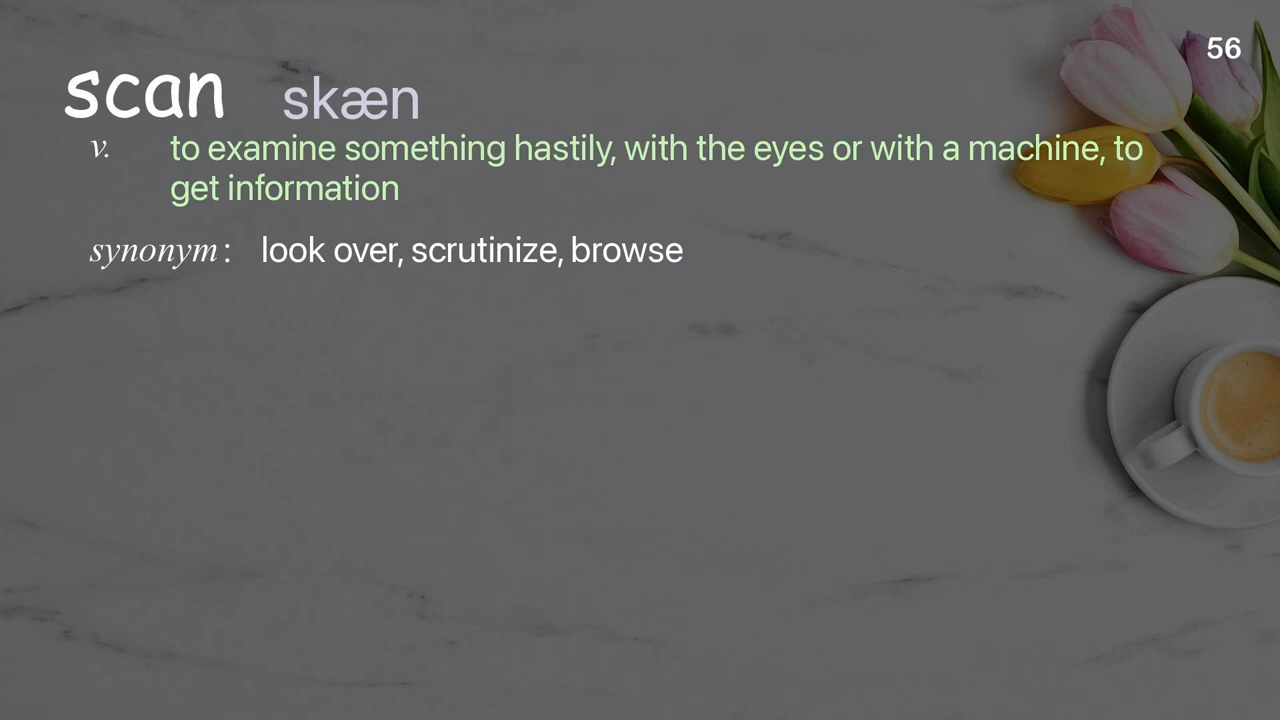 56
scan skæn
v. to examine something hastily, with the eyes or with a machine, to
get information
synonym : look over, scrutinize, browse